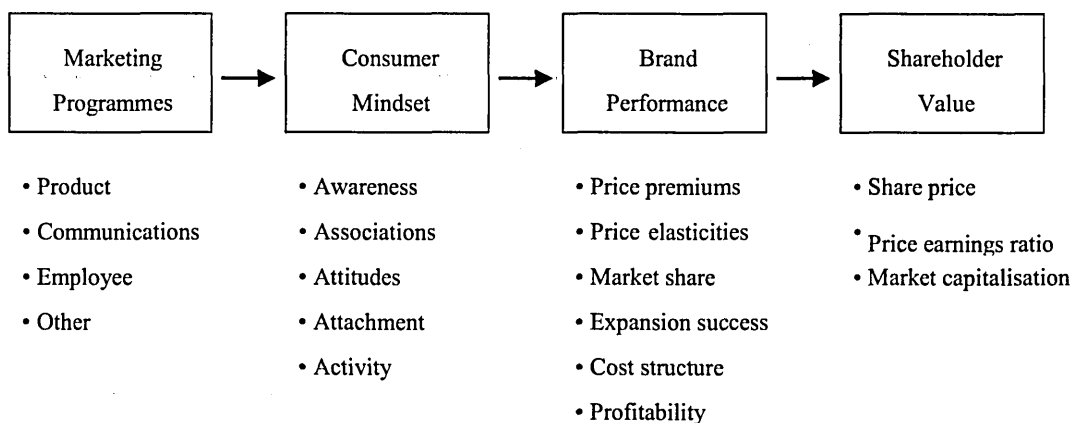 Marketing
Programmes
Consumer
Mindset
Brand
Performance
Shareholder
Value
• Product
• Communications
• Employee
• Other
• Awareness
• Associations
• Attitudes
• Attachment
• Activity
• Price premiums
• Price elasticities
• Market share
• Expansion success
• Cost structure
• Profitability
• Share price
• Price earnings ratio
• Market capitalisation